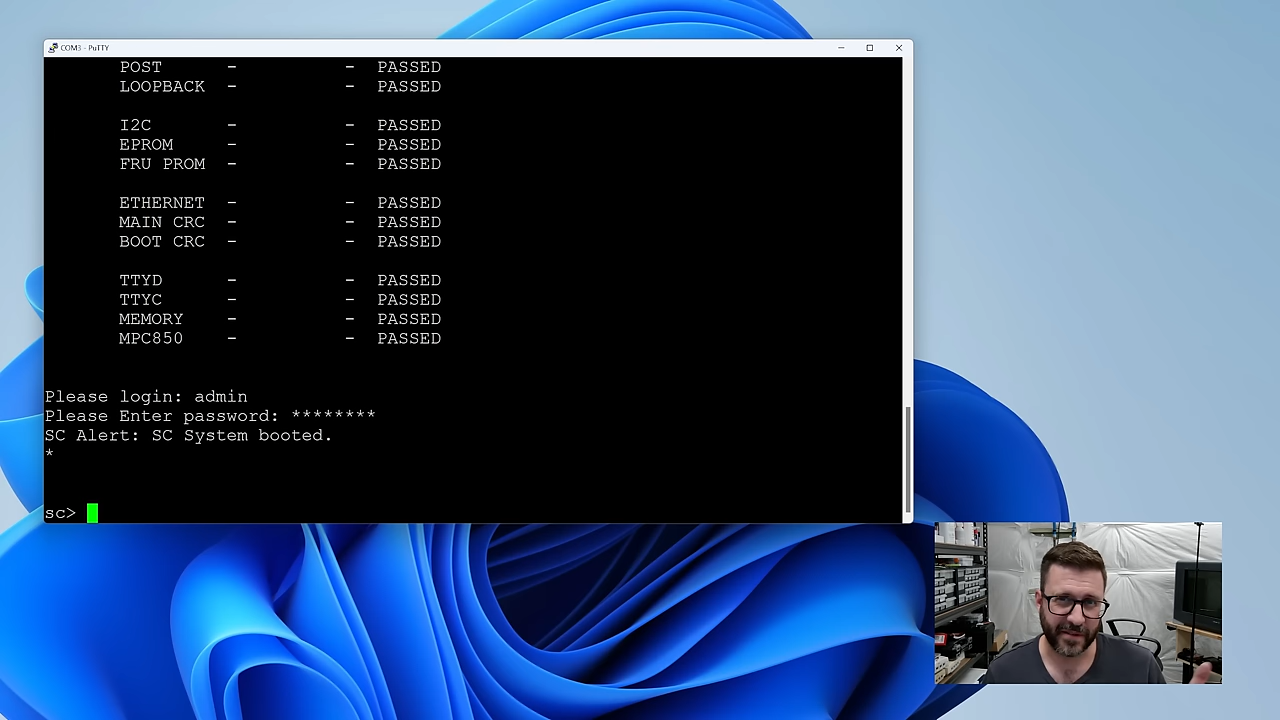 COM3 - PuTTY
POST - - PASSED
LOOPBACK - - PASSED
I2C - - PASSED
EPROM - - PASSED
FRU PROM - - PASSED
ETHERNET - - PASSED
MAIN CRC - - PASSED
BOOT CRC - - PASSED
TTYD - - PASSED
TTYC - - PASSED
MEMORY - - PASSED
MPC850 - - PASSED
Please login: admin
Please Enter password: ********
SC Alert: SC System booted.
*
sc>